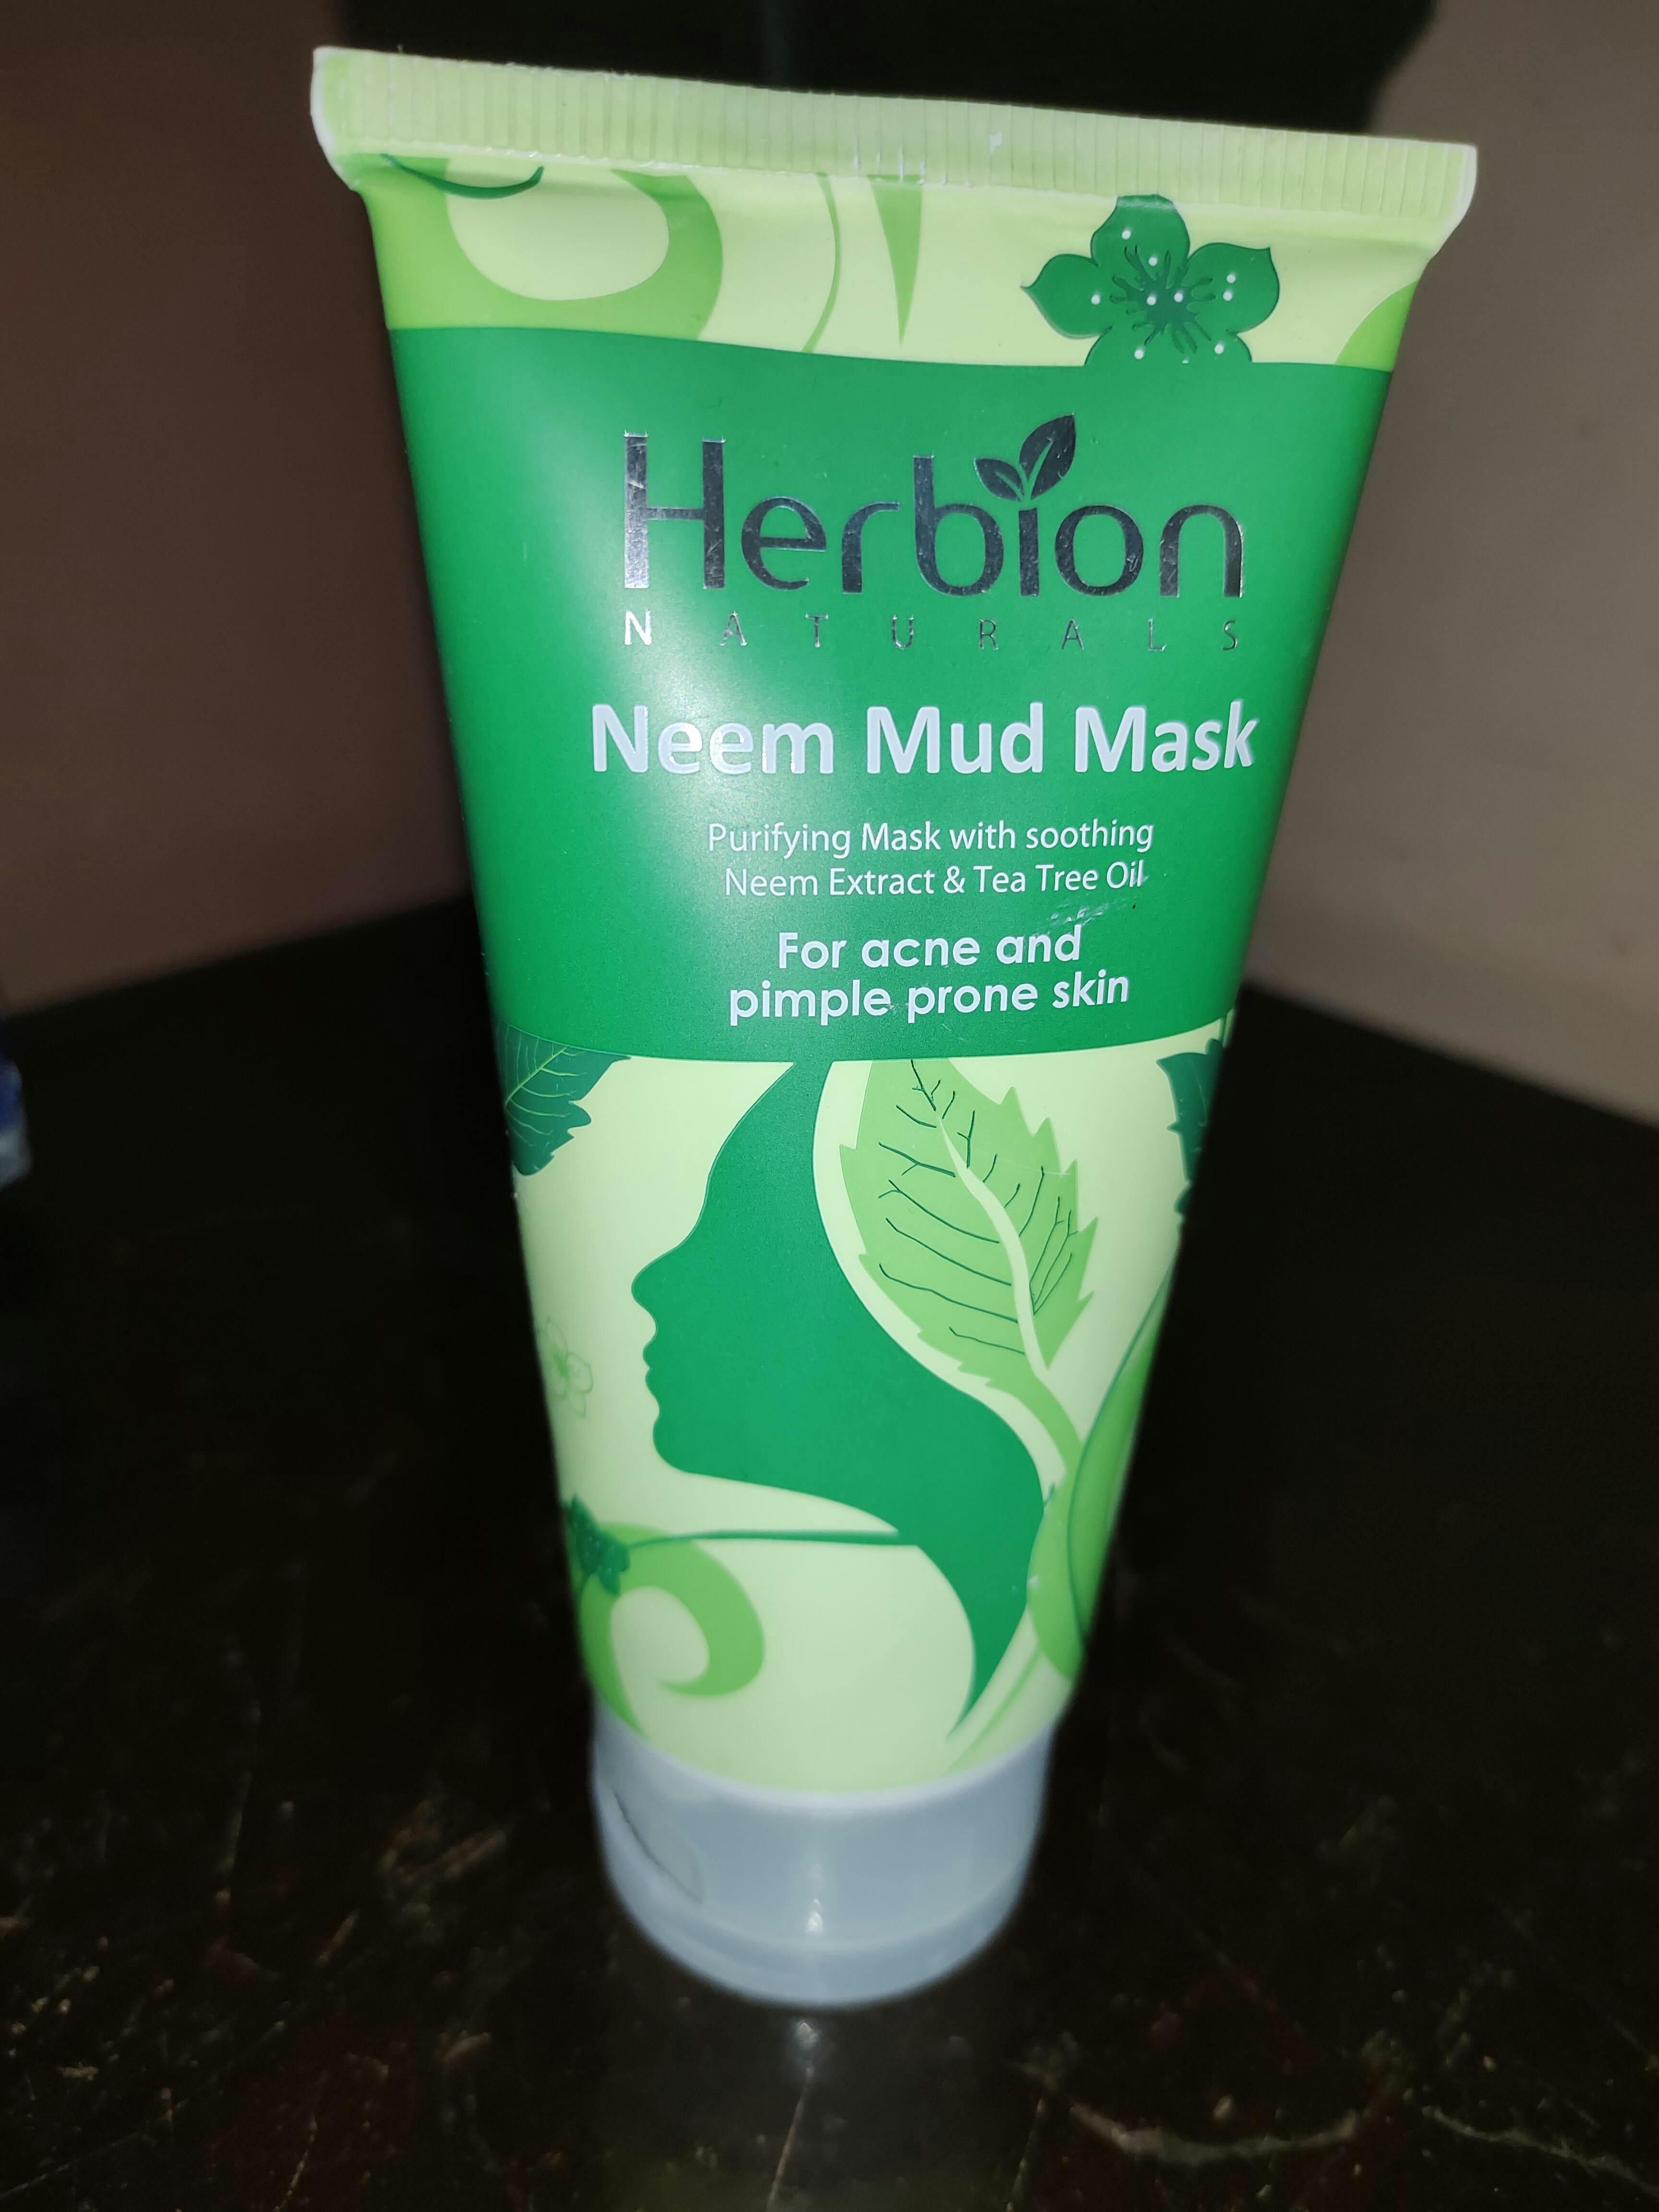 Herbion
NATURALS
Neem Mud Mask
Purifying Mask with soothing
Neem Extract & Tea Tree Oil
For acne and
pimple prone skin